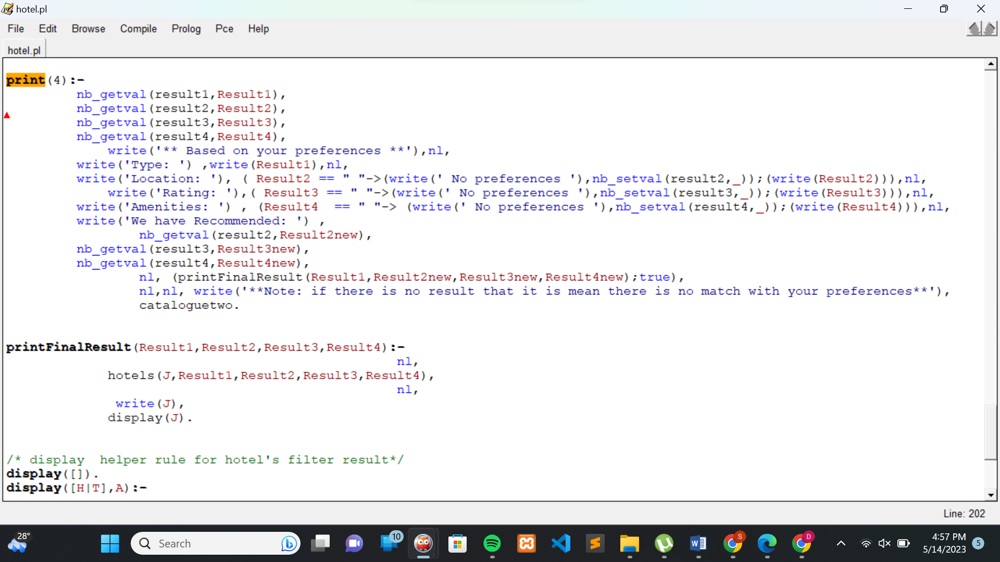 hotel.pl
File Edit Browse Compile Prolog Pce Help
hotel.pl
print(4):-
nb_getval(result1,Result1),
nb_getval(result2,Result2),
nb_getval(result3,Result3),
nb_getval(result4,Result4),
write('** Based on your preferences **'),nl,
write('Type: ') ,write(Result1),nl,
write('Location: '), ( Result2 == " "->(write(' No preferences '),nb_setval(result2,_));(write(Result2))),nl,
write('Rating: '),( Result3 == " "->(write(' No preferences '),nb_setval(result3,_));(write(Result3))),nl,
write('Amenities: ') , (Result4  == " "-> (write(' No preferences '),nb_setval(result4,_));(write(Result4))),nl,
write('We have Recommended: ') ,
nb_getval(result2,Result2new),
nb_getval(result3,Result3new),
nb_getval(result4,Result4new),
nl, (printFinalResult(Result1,Result2new,Result3new,Result4new);true),
nl,nl, write('**Note: if there is no result that it is mean there is no match with your preferences**'),
cataloguetwo.
printFinalResult(Result1,Result2,Result3,Result4):-
nl,
hotels(J,Result1,Result2,Result3,Result4),
nl,
write(J),
display(J).
/* display  helper rule for hotel's filter result*/
display([]).
display([H|T],A):-
Line: 202
28°
Search
10
S
D
4:57 PM
5/14/2023
5